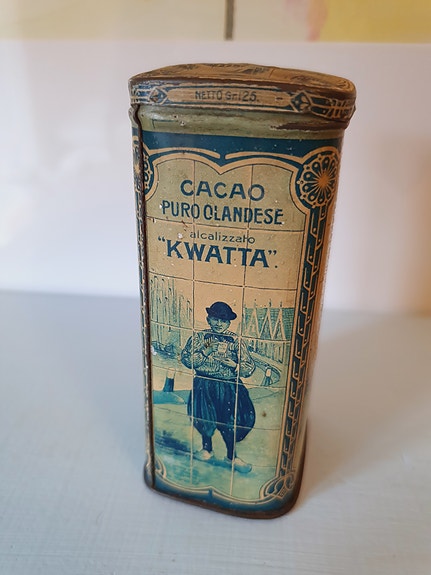 NETTO Gr 125.
CACAO
PURO OLANDESE
alcalizzato
"KWATTA".